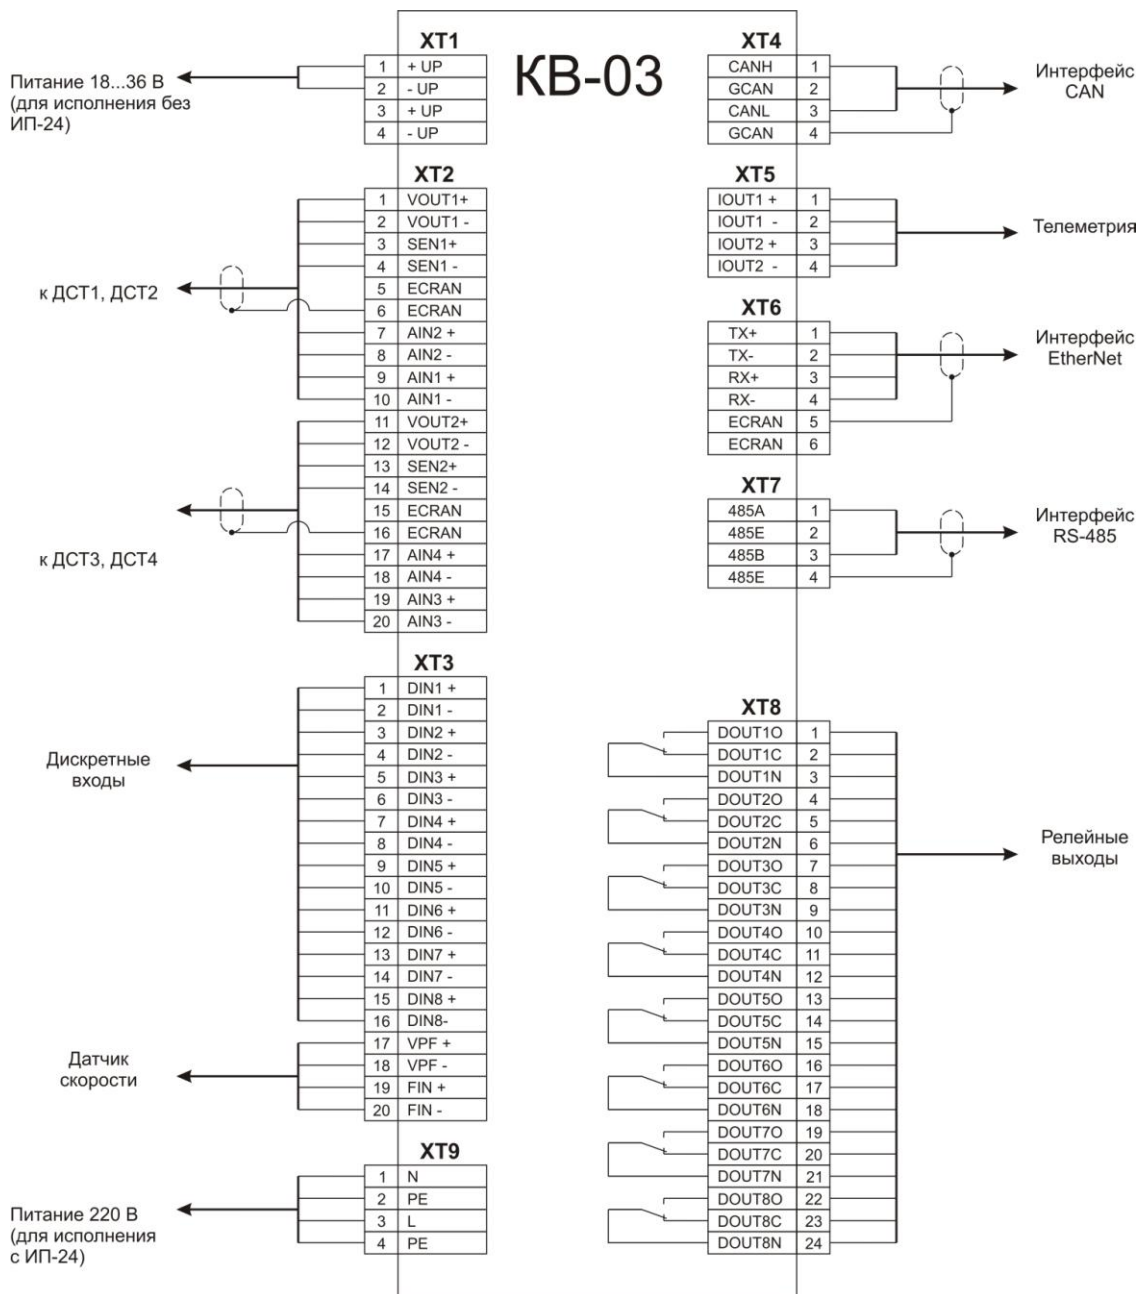 КВ-03
XT1
1 + UP
2 - UP
3 + UP
4 - UP
Питание 18...36 В
(для исполнения без
ИП-24)
XT2
1 VOUT1+
2 VOUT1 -
3 SEN1+
4 SEN1 -
5 ECRAN
6 ECRAN
7 AIN2 +
8 AIN2 -
9 AIN1 +
10 AIN1 -
11 VOUT2+
12 VOUT2 -
13 SEN2+
14 SEN2 -
15 ECRAN
16 ECRAN
17 AIN4 +
18 AIN4 -
19 AIN3 +
20 AIN3 -
к ДСТ1, ДСТ2
к ДСТ3, ДСТ4
XT3
1 DIN1 +
2 DIN1 -
3 DIN2 +
4 DIN2 -
5 DIN3 +
6 DIN3 -
7 DIN4 +
8 DIN4 -
9 DIN5 +
10 DIN5 -
11 DIN6 +
12 DIN6 -
13 DIN7 +
14 DIN7 -
15 DIN8 +
16 DIN8-
17 VPF +
18 VPF -
19 FIN +
20 FIN -
Дискретные
входы
Датчик
скорости
XT9
1 N
2 PE
3 L
4 PE
Питание 220 В
(для исполнения
с ИП-24)
XT4
CANH 1
GCAN 2
CANL 3
GCAN 4
Интерфейс
CAN
XT5
IOUT1 + 1
IOUT1 - 2
IOUT2 + 3
IOUT2 - 4
Телеметрия
XT6
TX+ 1
TX- 2
RX+ 3
RX- 4
ECRAN 5
ECRAN 6
Интерфейс
EtherNet
XT7
485A 1
485E 2
485B 3
485E 4
Интерфейс
RS-485
XT8
DOUT1O 1
DOUT1C 2
DOUT1N 3
DOUT2O 4
DOUT2C 5
DOUT2N 6
DOUT3O 7
DOUT3C 8
DOUT3N 9
DOUT4O 10
DOUT4C 11
DOUT4N 12
DOUT5O 13
DOUT5C 14
DOUT5N 15
DOUT6O 16
DOUT6C 17
DOUT6N 18
DOUT7O 19
DOUT7C 20
DOUT7N 21
DOUT8O 22
DOUT8C 23
DOUT8N 24
Релейные
выходы